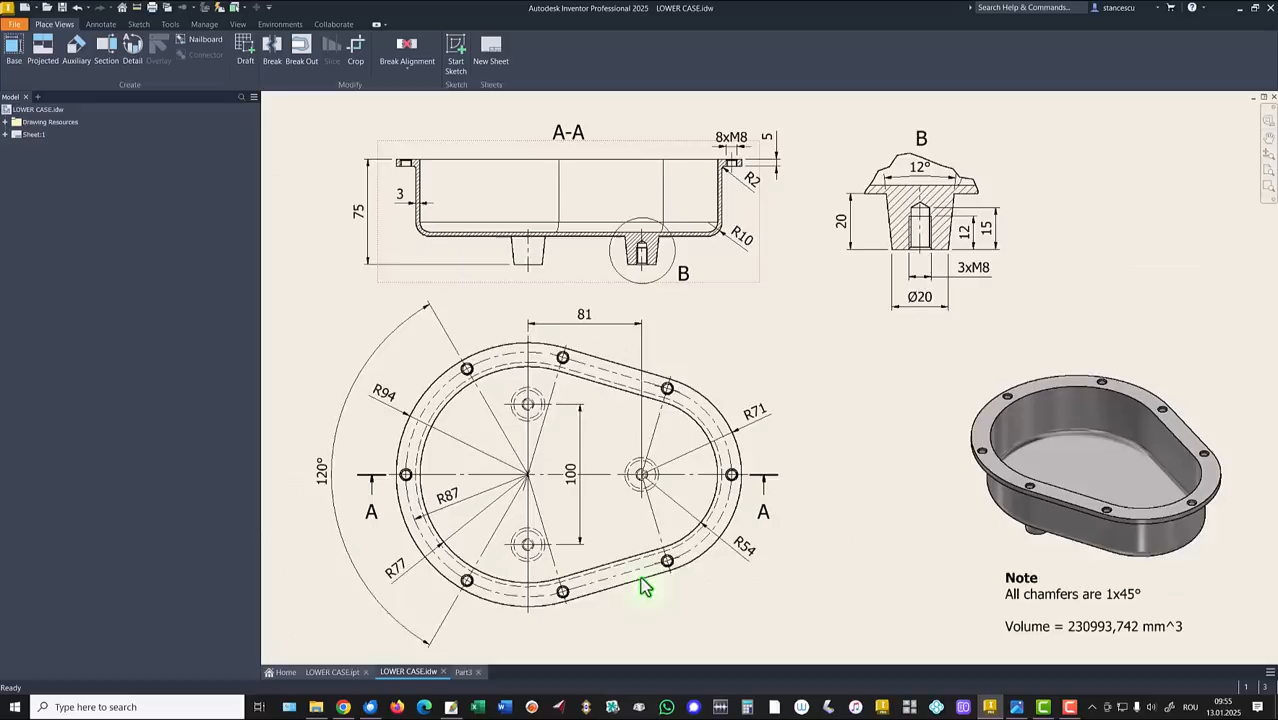 Autodesk Inventor Professional 2025 LOWER CASE.idw
Search Help & Commands...
stancescu
File Place Views Annotate Sketch Tools Manage View Environments Collaborate
Base Projected Auxiliary Section Detail Overlay
Nailboard
Connector
Draft
Break Break Out Slice Crop
Break Alignment
Start Sketch
New Sheet
Create
Modify
Sketch
Sheets
Model
LOWER CASE.idw
Drawing Resources
Sheet:1
A-A
8xM8
5
R2
3
75
R10
B
B
12°
20
12
15
3xM8
Ø20
81
R94
R71
120°
100
R87
A
A
R77
R54
Note
All chamfers are 1x45°
Volume = 230993,742 mm^3
Home LOWER CASE.ipt LOWER CASE.idw Part3
Ready
1 3
Type here to search
ROU
09:55
13.01.2025